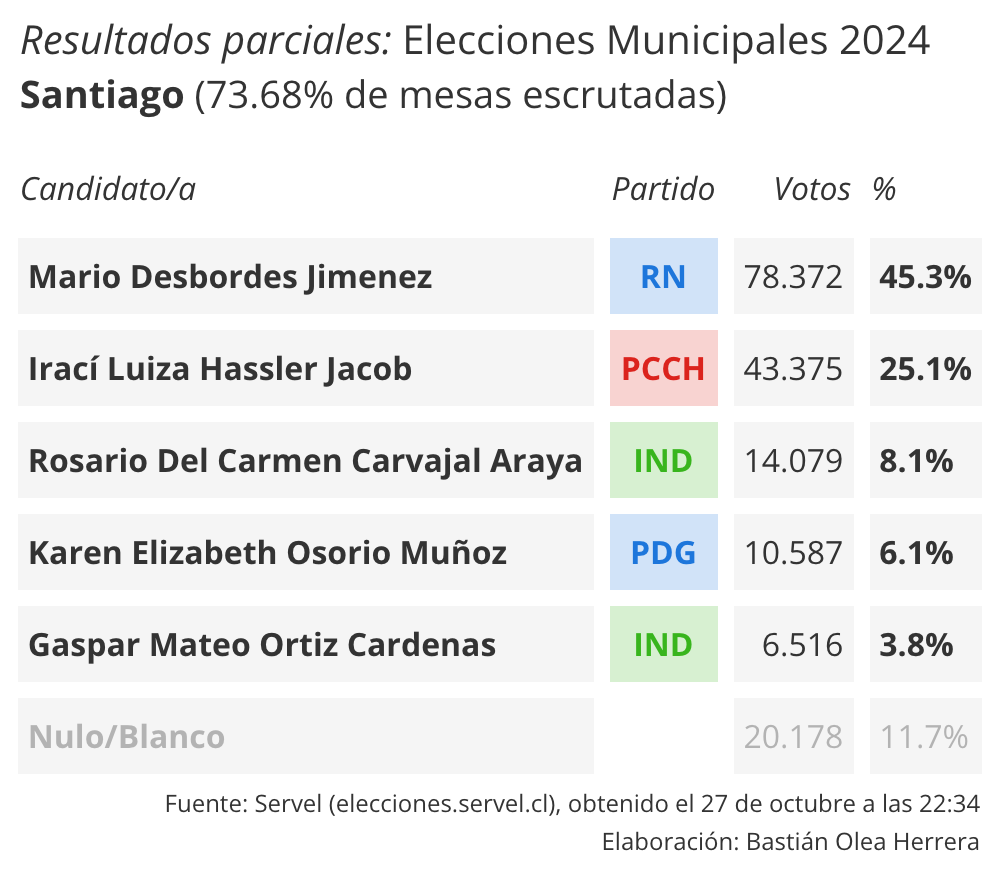 Resultados parciales: Elecciones Municipales 2024
Santiago (73.68% de mesas escrutadas)
Candidato/a Partido Votos %
Mario Desbordes Jimenez RN 78.372 45.3%
Irací Luiza Hassler Jacob PCCH 43.375 25.1%
Rosario Del Carmen Carvajal Araya IND 14.079 8.1%
Karen Elizabeth Osorio Muñoz PDG 10.587 6.1%
Gaspar Mateo Ortiz Cardenas IND 6.516 3.8%
Nulo/Blanco 20.178 11.7%
Fuente: Servel (elecciones.servel.cl), obtenido el 27 de octubre a las 22:34
Elaboración: Bastián Olea Herrera